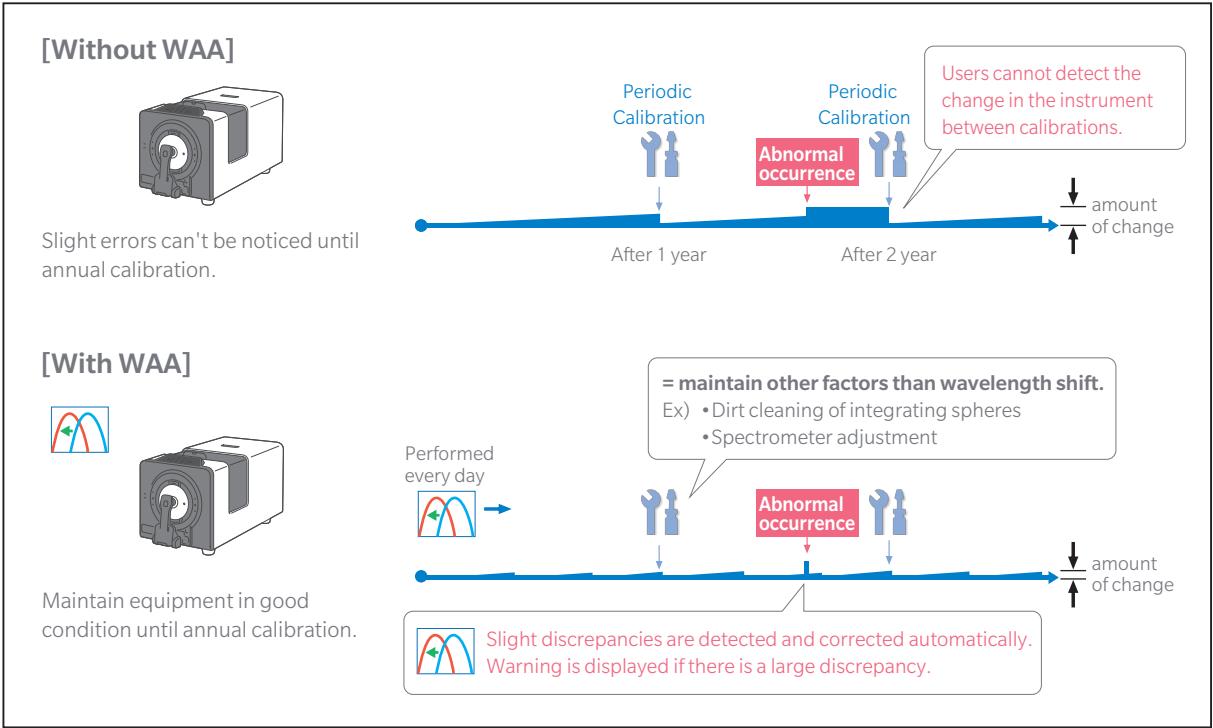 [Without WAA]
Slight errors can't be noticed until
annual calibration.
Periodic
Calibration
Abnormal
occurrence
Periodic
Calibration
Users cannot detect the
change in the instrument
between calibrations.
amount
of change
After 1 year
After 2 year
[With WAA]
Maintain equipment in good
condition until annual calibration.
Performed
every day
= maintain other factors than wavelength shift.
Ex) •Dirt cleaning of integrating spheres
•Spectrometer adjustment
Abnormal
occurrence
amount
of change
Slight discrepancies are detected and corrected automatically.
Warning is displayed if there is a large discrepancy.